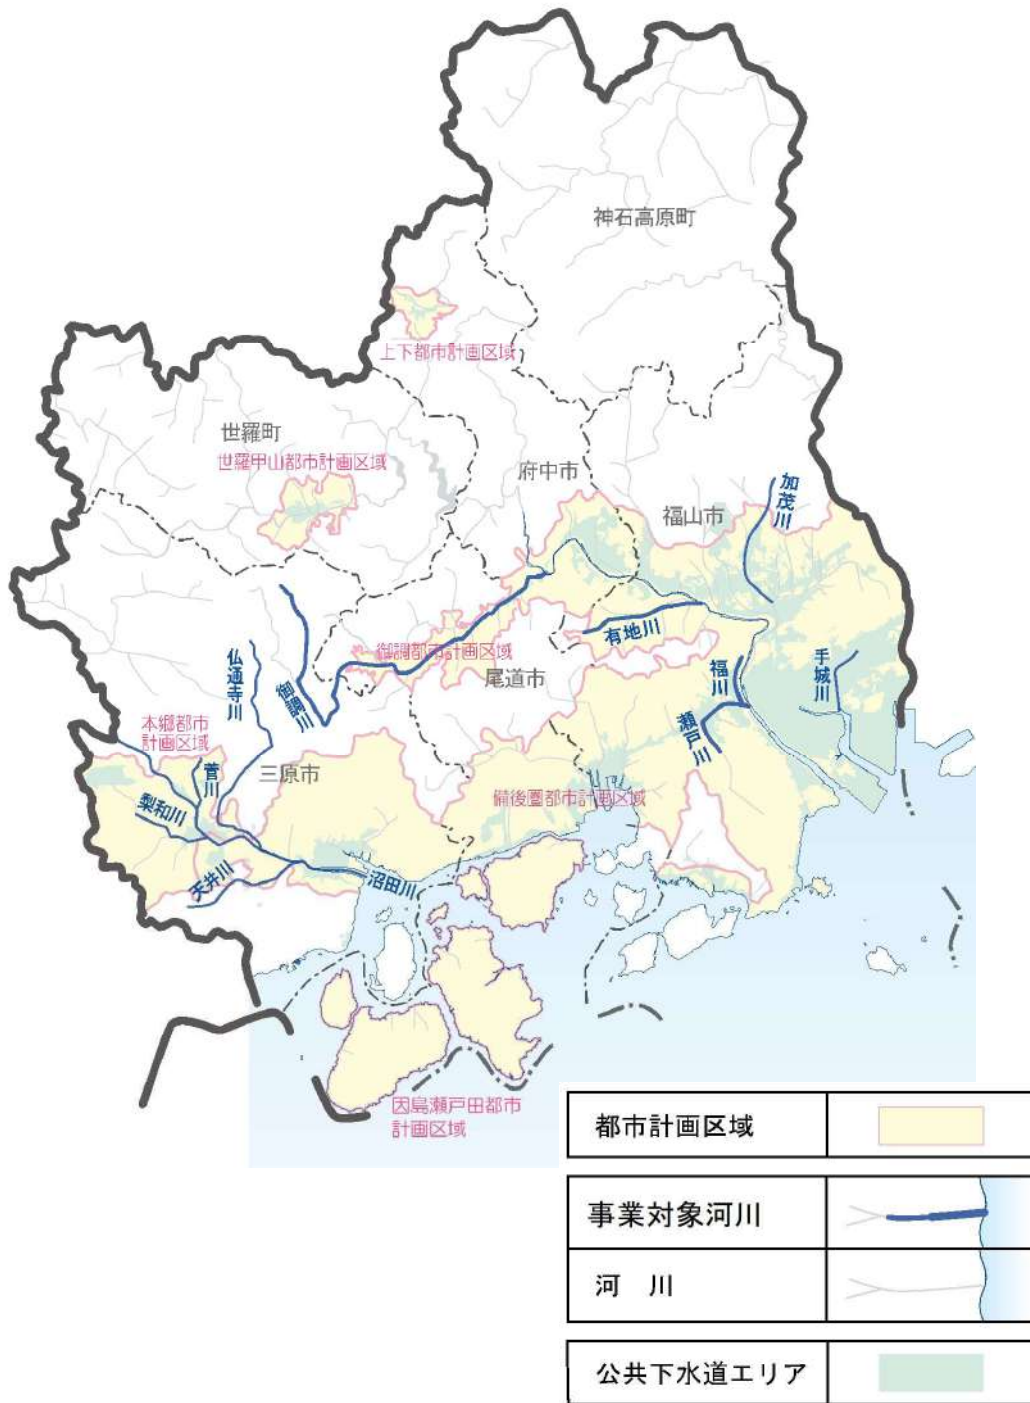 神石高原町
上下都市計画区域
世羅町
世羅甲山都市計画区域
府中市
福山市
加茂川
有地川
御調都市計画区域
尾道市
福川
手城川
瀬戸川
仏通寺川
御調川
本郷都市
計画区域
菅川
三原市
備後圏都市計画区域
梨和川
天井川
沼田川
因島瀬戸田都市
計画区域
都市計画区域
事業対象河川
河 川
公共下水道エリア